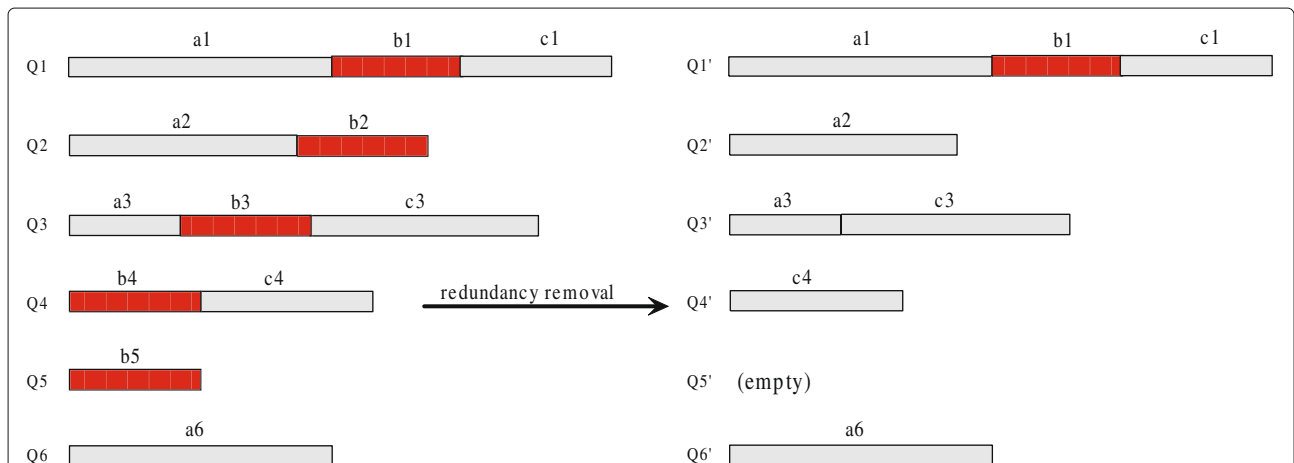 a1 b1 c1 a1 b1 c1
Q1 Q1'
a2 b2 a2
Q2 Q2'
a3 b3 c3 a3 c3
Q3 Q3'
b4 c4 c4
Q4 redundancy removal Q4'
b5
Q5 Q5' (empty)
a6 a6
Q6 Q6'